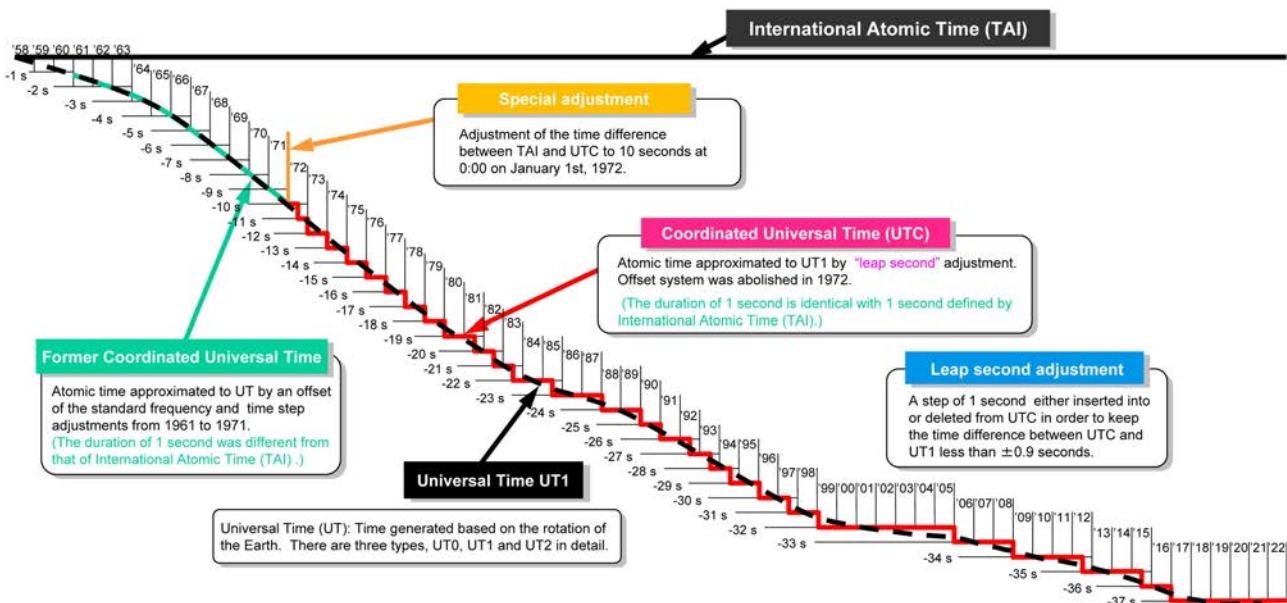 International Atomic Time (TAI)
'58 '59 '60 '61 '62 '63
'64 '65 '66 '67 '68 '69 '70 '71
'72 '73 '74 '75 '76 '77 '78 '79 '80 '81 '82 '83
'84 '85 '86 '87 '88 '89 '90 '91 '92 '93 '94 '95 '96 '97 '98
'99 '00 '01 '02 '03 '04 '05 '06 '07 '08 '09 '10 '11 '12 '13 '14 '15 '16 '17 '18 '19 '20 '21 '22
-1 s
-2 s
-3 s
-4 s
-5 s
-6 s
-7 s
-8 s
-9 s
-10 s
-11 s
-12 s
-13 s
-14 s
-15 s
-16 s
-17 s
-18 s
-19 s
-20 s
-21 s
-22 s
-23 s
-24 s
-25 s
-26 s
-27 s
-28 s
-29 s
-30 s
-31 s
-32 s
-33 s
-34 s
-35 s
-36 s
-37 s
Special adjustment
Adjustment of the time difference
between TAI and UTC to 10 seconds at
0:00 on January 1st, 1972.
Coordinated Universal Time (UTC)
Atomic time approximated to UT1 by “leap second” adjustment.
Offset system was abolished in 1972.
(The duration of 1 second is identical with 1 second defined by
International Atomic Time (TAI).)
Former Coordinated Universal Time
Atomic time approximated to UT by an offset
of the standard frequency and time step
adjustments from 1961 to 1971.
(The duration of 1 second was different from
that of International Atomic Time (TAI) .)
Leap second adjustment
A step of 1 second either inserted into
or deleted from UTC in order to keep
the time difference between UTC and
UT1 less than ±0.9 seconds.
Universal Time UT1
Universal Time (UT): Time generated based on the rotation of
the Earth. There are three types, UT0, UT1 and UT2 in detail.